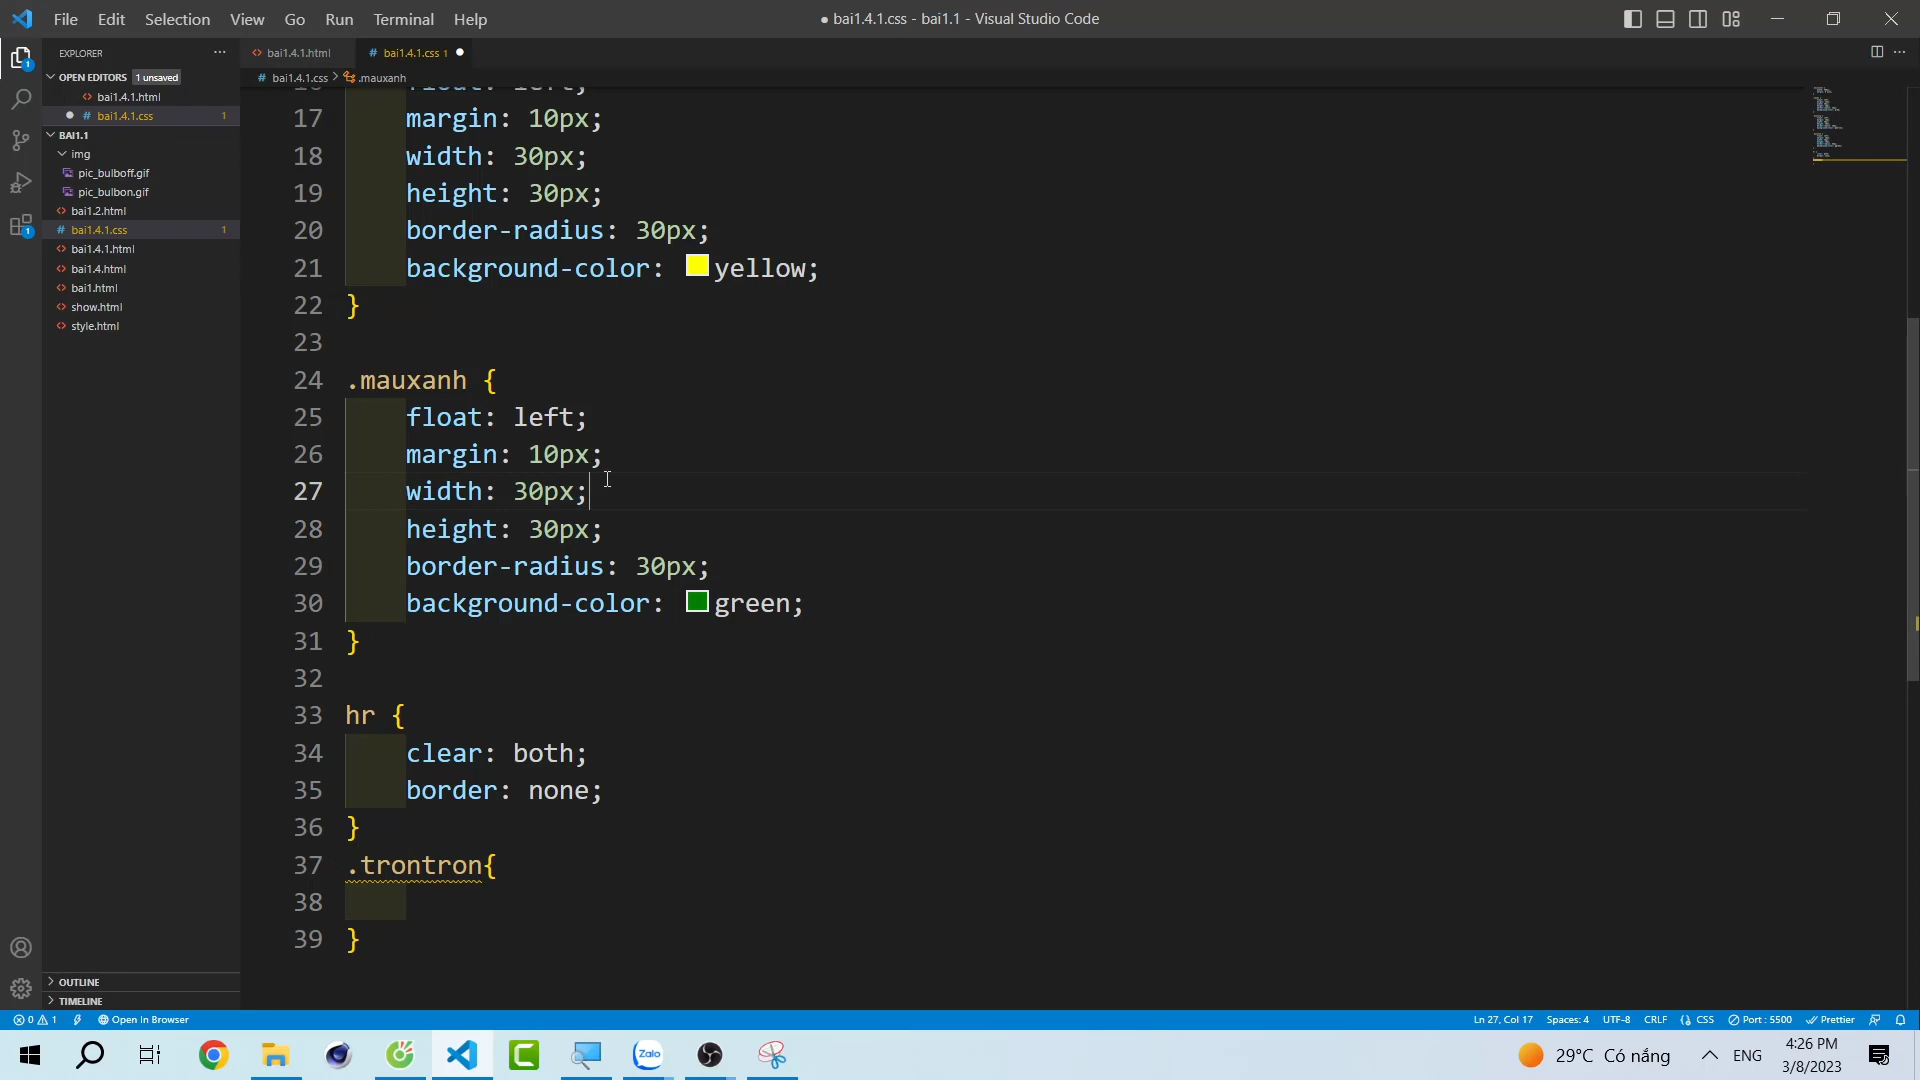 File Edit Selection View Go Run Terminal Help
● bai1.4.1.css - bai1.1 - Visual Studio Code
EXPLORER
OPEN EDITORS 1 unsaved
bai1.4.1.html
# bai1.4.1.css 1
BAI1.1
img
pic_bulboff.gif
pic_bulbon.gif
bai1.2.html
# bai1.4.1.css 1
bai1.4.1.html
bai1.4.html
bai1.html
show.html
style.html
OUTLINE
TIMELINE
bai1.4.1.html
# bai1.4.1.css 1 ●
# bai1.4.1.css > .mauxanh
17 margin: 10px;
18 width: 30px;
19 height: 30px;
20 border-radius: 30px;
21 background-color: yellow;
22 }
23
24 .mauxanh {
25 float: left;
26 margin: 10px;
27 width: 30px;
28 height: 30px;
29 border-radius: 30px;
30 background-color: green;
31 }
32
33 hr {
34 clear: both;
35 border: none;
36 }
37 .trontron{
38
39 }
0 1 Open In Browser
Ln 27, Col 17 Spaces: 4 UTF-8 CRLF {} CSS Port : 5500 Prettier
Zalo
29°C Có nắng ENG 4:26 PM
3/8/2023